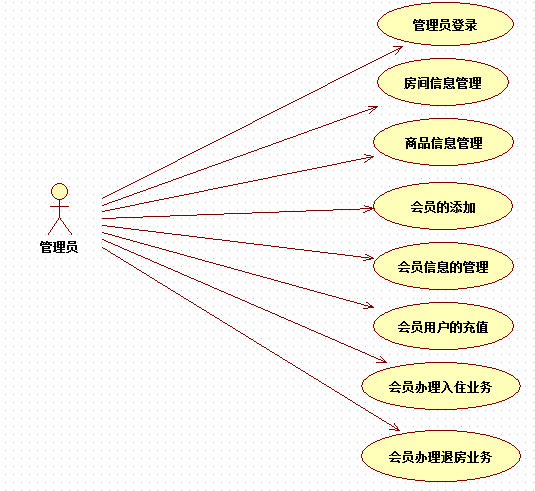 管理员登录
房间信息管理
商品信息管理
会员的添加
管理员
会员信息的管理
会员用户的充值
会员办理入住业务
会员办理退房业务